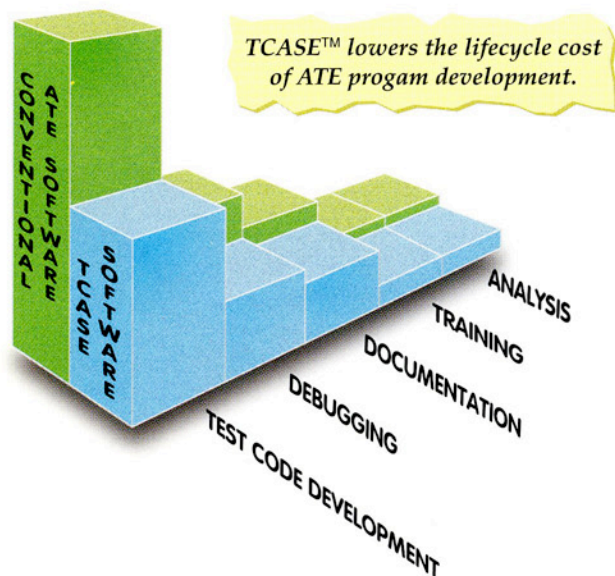 TCASE™ lowers the lifecycle cost
of ATE progam development.
CONVENTIONAL
ATE SOFTWARE
TCASE
SOFTWARE
ANALYSIS
TRAINING
DOCUMENTATION
DEBUGGING
TEST CODE DEVELOPMENT